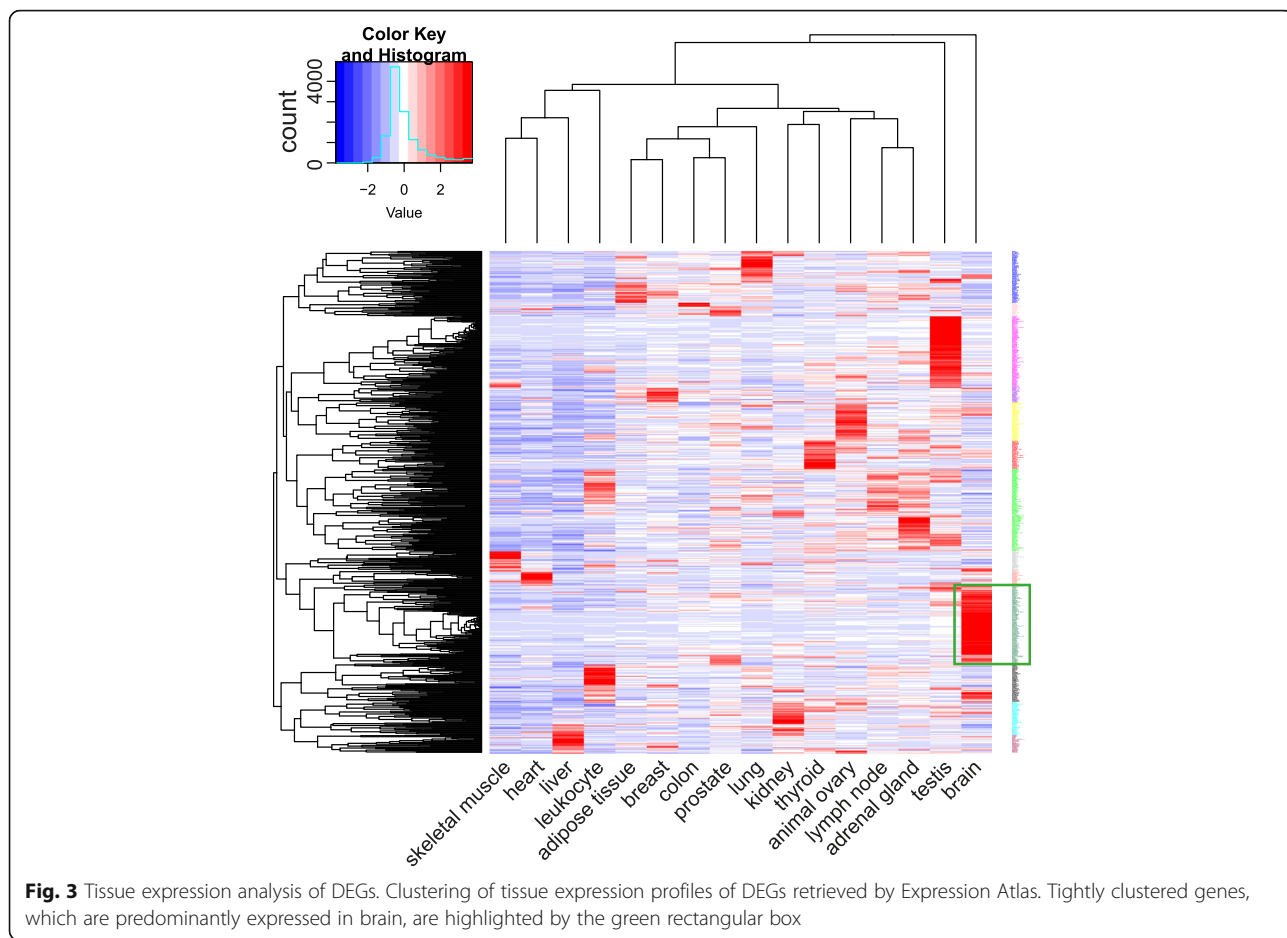 Color Key
and Histogram
count
0
4000
−2
0
2
Value
skeletal muscle
heart
liver
leukocyte
adipose tissue
breast
colon
prostate
lung
kidney
thyroid
animal ovary
lymph node
adrenal gland
testis
brain
Fig. 3 Tissue expression analysis of DEGs. Clustering of tissue expression profiles of DEGs retrieved by Expression Atlas. Tightly clustered genes,
which are predominantly expressed in brain, are highlighted by the green rectangular box